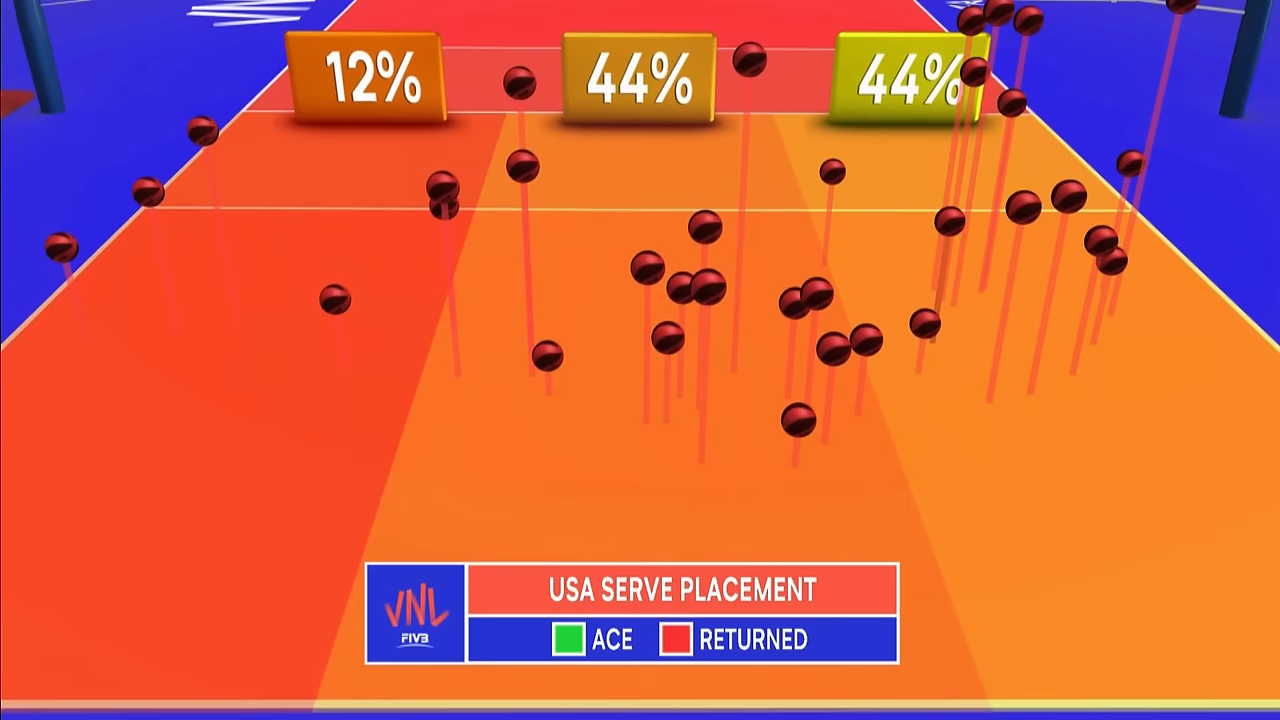 12%
44%
44%
VNL
FIVB
USA SERVE PLACEMENT
ACE
RETURNED